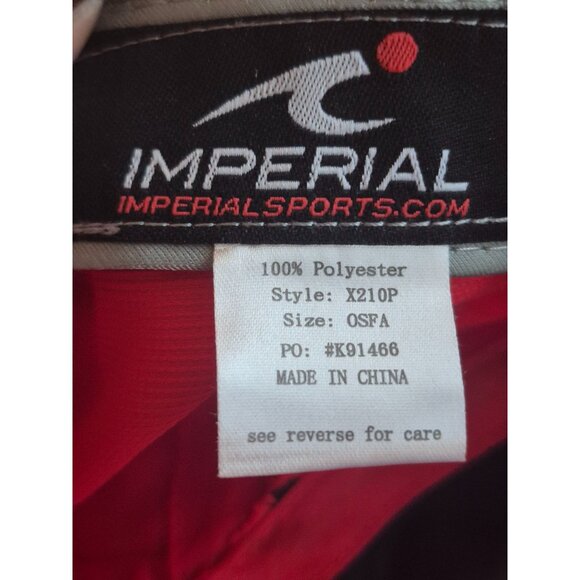 IMPERIAL
IMPERIALSPORTS.COM
100% Polyester
Style: X210P
Size: OSFA
PO: #K91466
MADE IN CHINA
see reverse for care